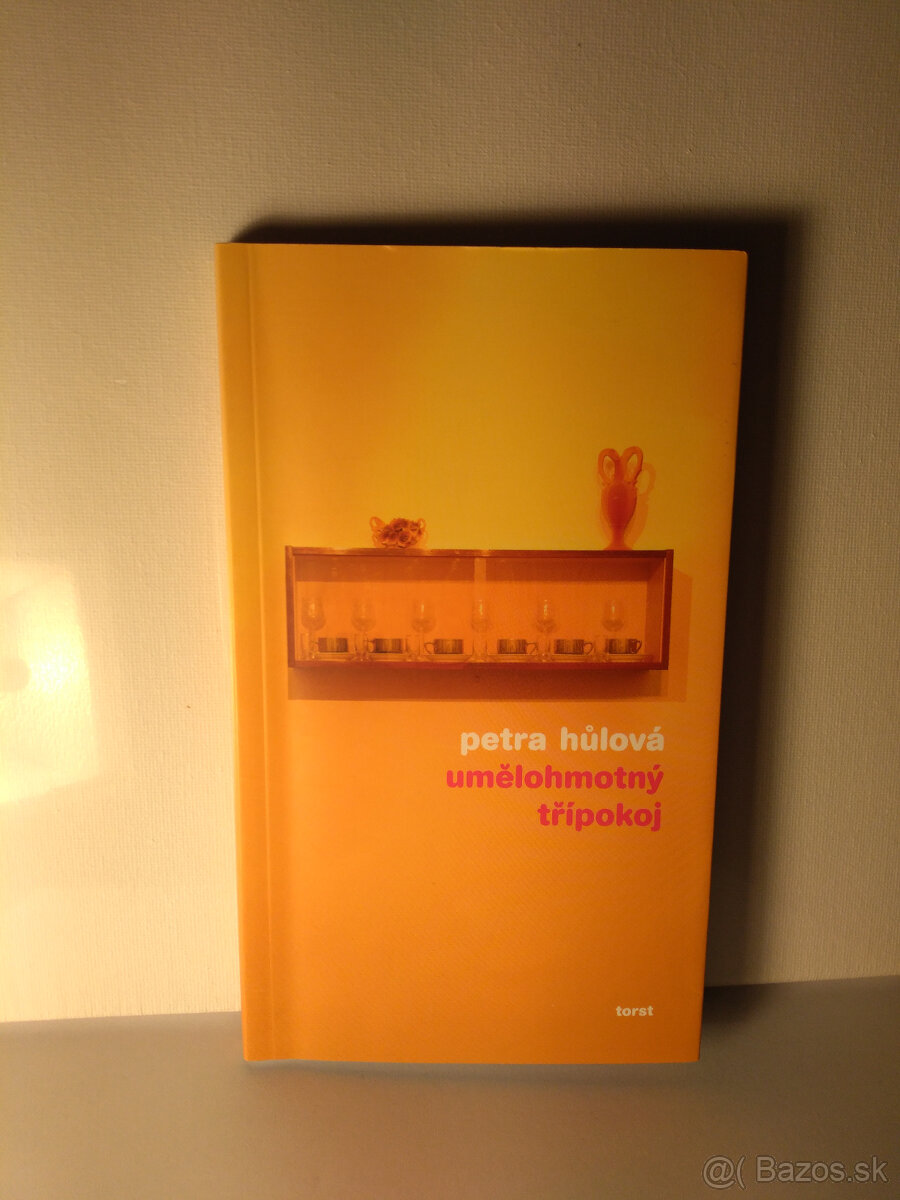 petra hůlová
umělohmotný
třípokoj
torst
@( Bazos.sk